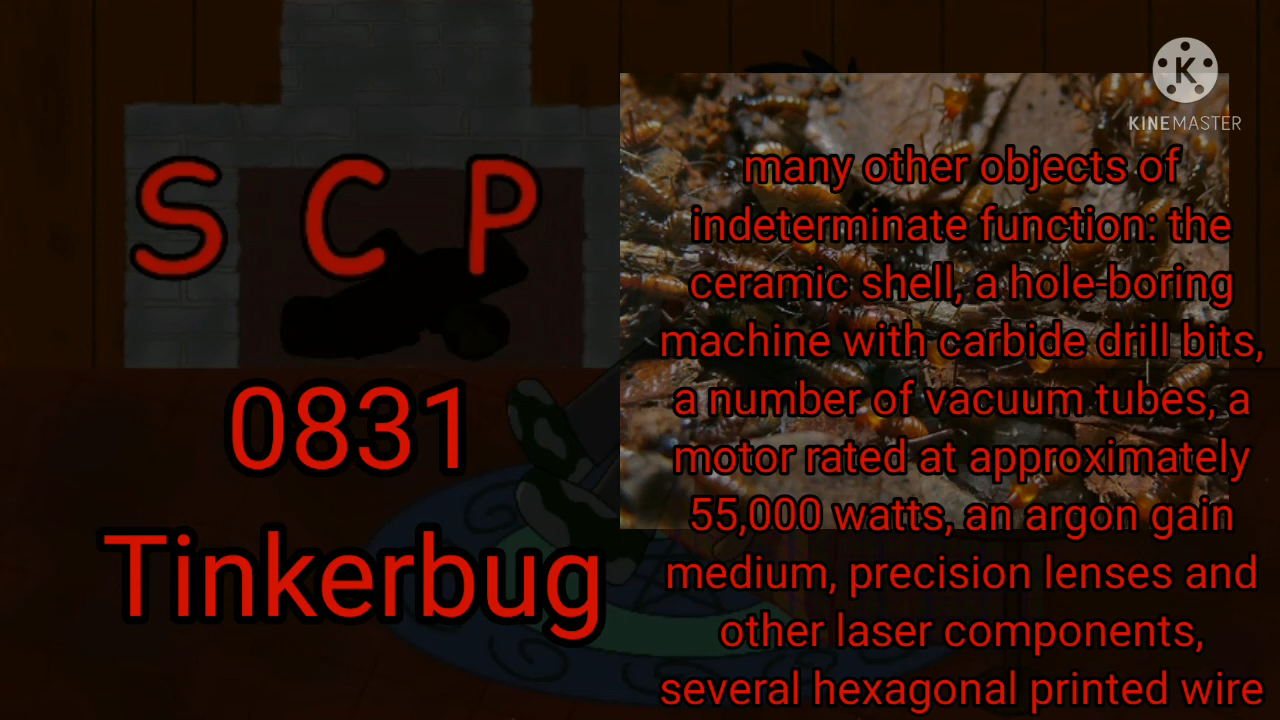 S C P
0831
Tinkerbug
KINEMASTER
many other objects of
indeterminate function: the
ceramic shell, a hole-boring
machine with carbide drill bits,
a number of vacuum tubes, a
motor rated at approximately
55,000 watts, an argon gain
medium, precision lenses and
other laser components,
several hexagonal printed wire